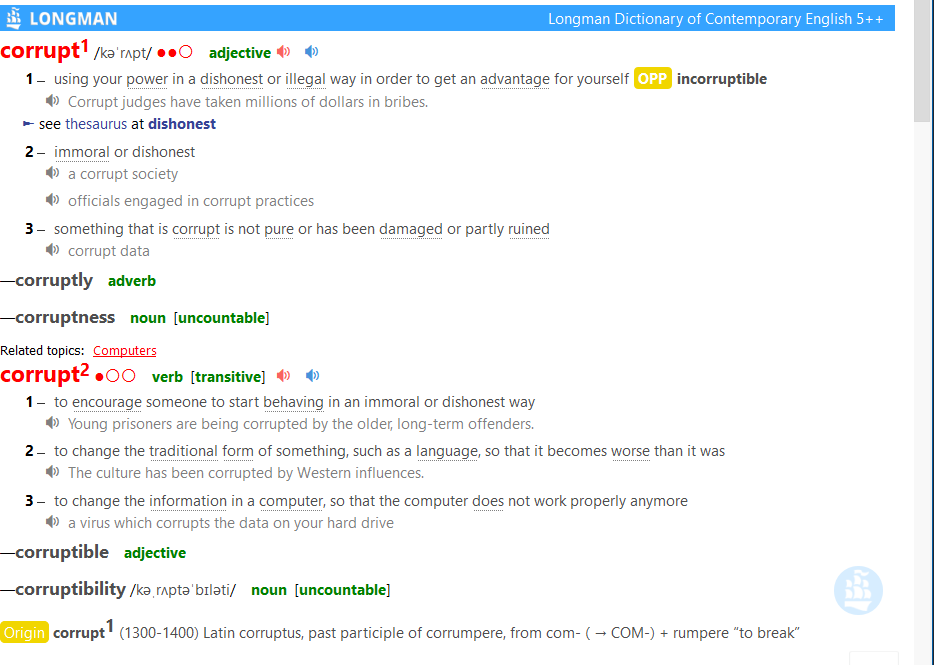 LONGMAN Longman Dictionary of Contemporary English 5++
corrupt1 /kəˈrʌpt/ ●●○ adjective
1 – using your power in a dishonest or illegal way in order to get an advantage for yourself OPP incorruptible
Corrupt judges have taken millions of dollars in bribes.
► see thesaurus at dishonest
2 – immoral or dishonest
a corrupt society
officials engaged in corrupt practices
3 – something that is corrupt is not pure or has been damaged or partly ruined
corrupt data
—corruptly adverb
—corruptness noun [uncountable]
Related topics: Computers
corrupt2 ●○○ verb [transitive]
1 – to encourage someone to start behaving in an immoral or dishonest way
Young prisoners are being corrupted by the older, long-term offenders.
2 – to change the traditional form of something, such as a language, so that it becomes worse than it was
The culture has been corrupted by Western influences.
3 – to change the information in a computer, so that the computer does not work properly anymore
a virus which corrupts the data on your hard drive
—corruptible adjective
—corruptibility /kəˌrʌptəˈbɪləti/ noun [uncountable]
Origin corrupt1 (1300-1400) Latin corruptus, past participle of corrumpere, from com- ( → COM-) + rumpere “to break”